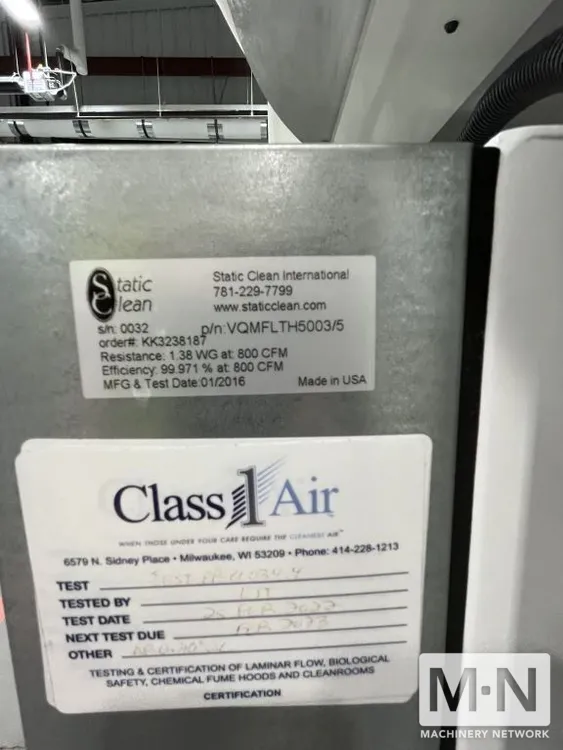 Static Clean
Static Clean International
781-229-7799
www.staticclean.com
s/n: 0032 p/n:VQMFLTH5003/5
order#: KK3238187
Resistance: 1.38 WG at: 800 CFM
Efficiency: 99.971 % at: 800 CFM
MFG & Test Date:01/2016 Made in USA
Class 1 Air
WHEN THOSE UNDER YOUR CARE REQUIRE THE CLEANEST AIR™
6579 N. Sidney Place • Milwaukee, WI 53209 • Phone: 414-228-1213
TEST
TESTED BY
TEST DATE 2022
NEXT TEST DUE 2023
OTHER
TESTING & CERTIFICATION OF LAMINAR FLOW, BIOLOGICAL
SAFETY, CHEMICAL FUME HOODS AND CLEANROOMS
CERTIFICATION
M·N
MACHINERY NETWORK